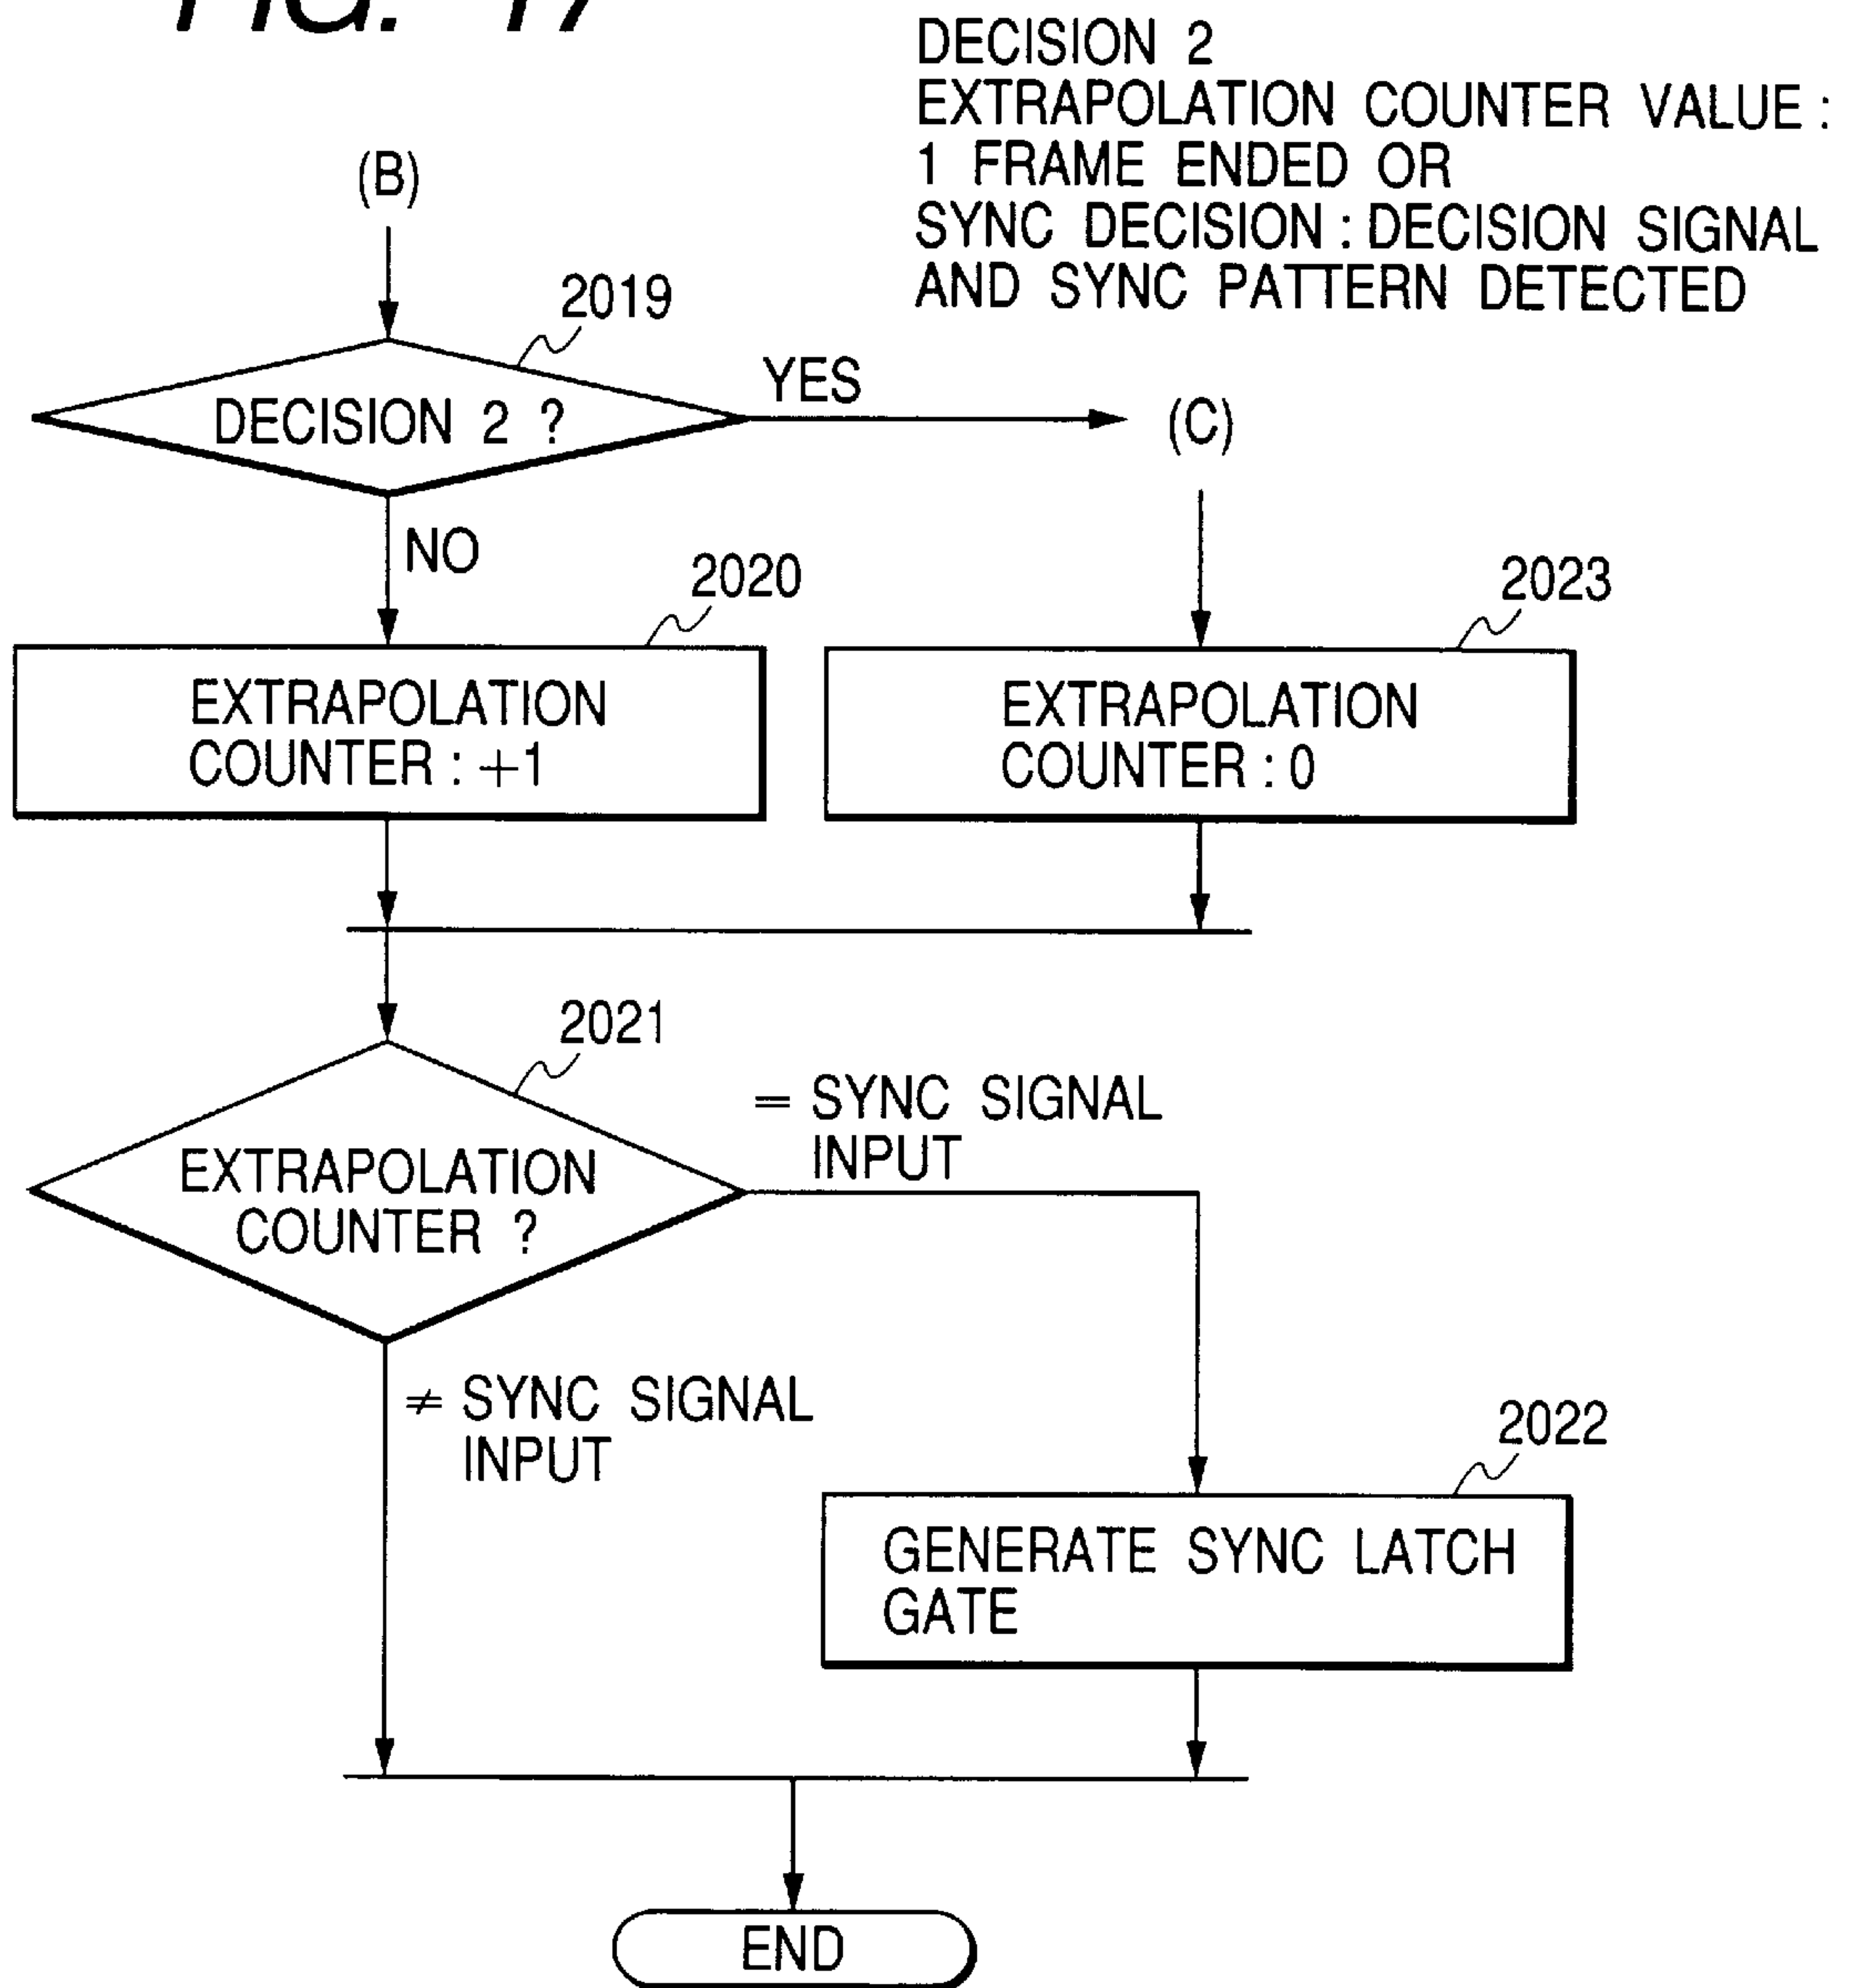 FIG. 17
DECISION 2
EXTRAPOLATION COUNTER VALUE :
1 FRAME ENDED OR
SYNC DECISION : DECISION SIGNAL
AND SYNC PATTERN DETECTED
(B)
2019
DECISION 2 ?
YES
(C)
NO
2020
2023
EXTRAPOLATION
COUNTER : +1
EXTRAPOLATION
COUNTER : 0
2021
= SYNC SIGNAL
INPUT
EXTRAPOLATION
COUNTER ?
≠ SYNC SIGNAL
INPUT
2022
GENERATE SYNC LATCH
GATE
END